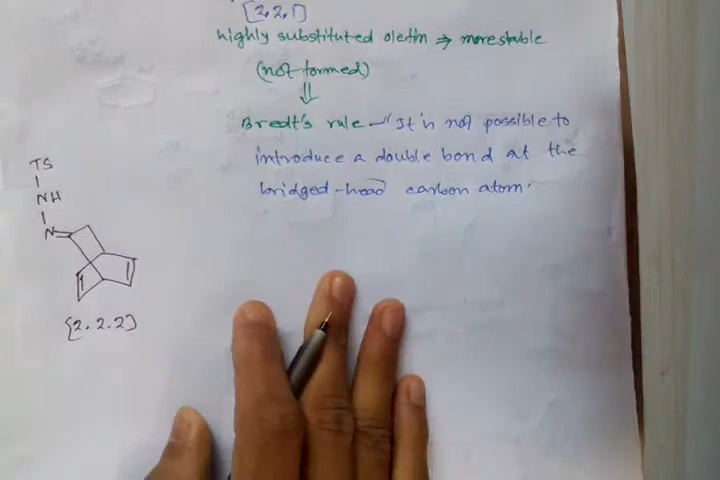 [2.2.1]
highly substituted olefin ⇒ more stable
(not formed)
⇓
Bredt's rule - "It is not possible to
introduce a double bond at the
bridged-head carbon atom.
TS
NH
N
[2.2.2]